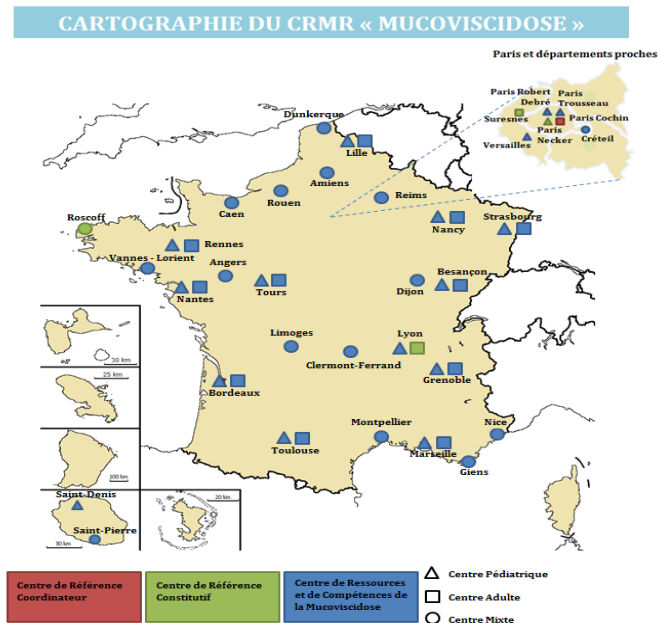 CARTOGRAPHIE DU CRMR « MUCOVISCIDOSE »
Paris et départements proches
Paris Robert
Debré
Paris
Trousseau
Suresnes
Paris Cochin
Versailles
Paris
Necker
Créteil
Dunkerque
Lille
Amiens
Rouen
Reims
Caen
Roscoff
Nancy
Strasbourg
Rennes
Vannes - Lorient
Angers
Besançon
Nantes
Tours
Dijon
Limoges
Lyon
Clermont-Ferrand
Grenoble
Bordeaux
Montpellier
Nice
Toulouse
Marseille
Giens
30 km
25 km
100 km
Saint-Denis
Saint-Pierre
30 km
20 km
Centre de Référence
Coordinateur
Centre de Référence
Constitutif
Centre de Ressources
et de Compétences de
la Mucoviscidose
Centre Pédiatrique
Centre Adulte
Centre Mixte